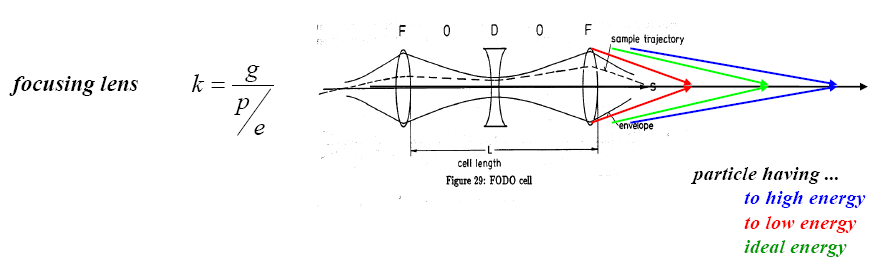 F O D O F
sample trajectory
focusing lens
k = g / p/e
S
envelope
L
cell length
Figure 29: FODO cell
particle having ...
to high energy
to low energy
ideal energy